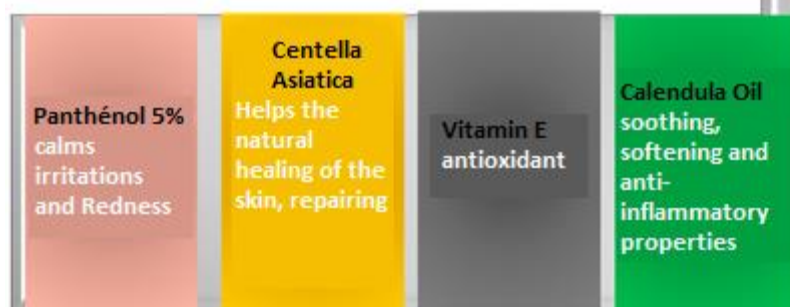 Panthénol 5%
calms
irritations
and Redness
Centella
Asiatica
Helps the
natural
healing of the
skin, repairing
Vitamin E
antioxidant
Calendula Oil
soothing,
softening and
anti-
inflammatory
properties